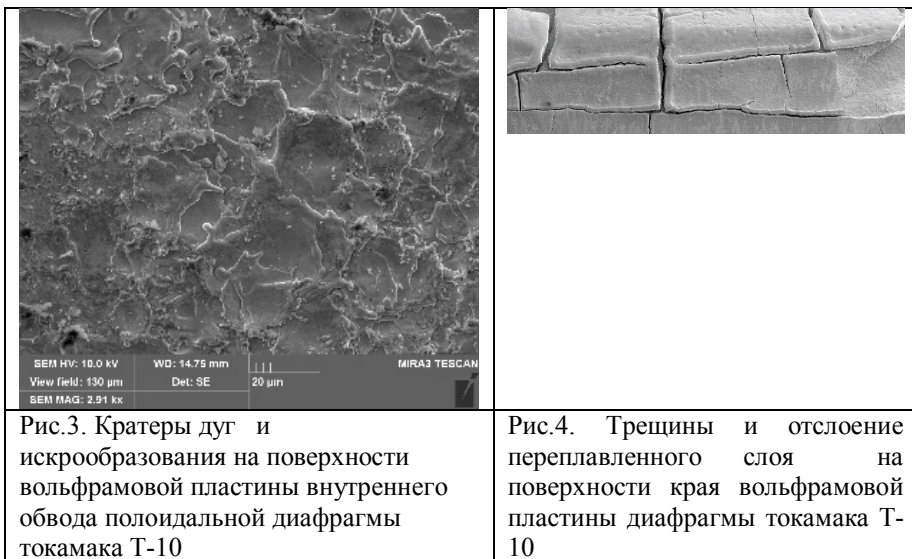 SEM HV: 10.0 kV WD: 14.75 mm MIRA3 TESCAN
View field: 130 µm Det: SE 20 µm
SEM MAG: 2.91 kx
Рис.3. Кратеры дуг и
искрообразования на поверхности
вольфрамовой пластины внутреннего
обвода полоидальной диафрагмы
токамака Т-10
Рис.4. Трещины и отслоение
переплавленного слоя на
поверхности края вольфрамовой
пластины диафрагмы токамака Т-
10